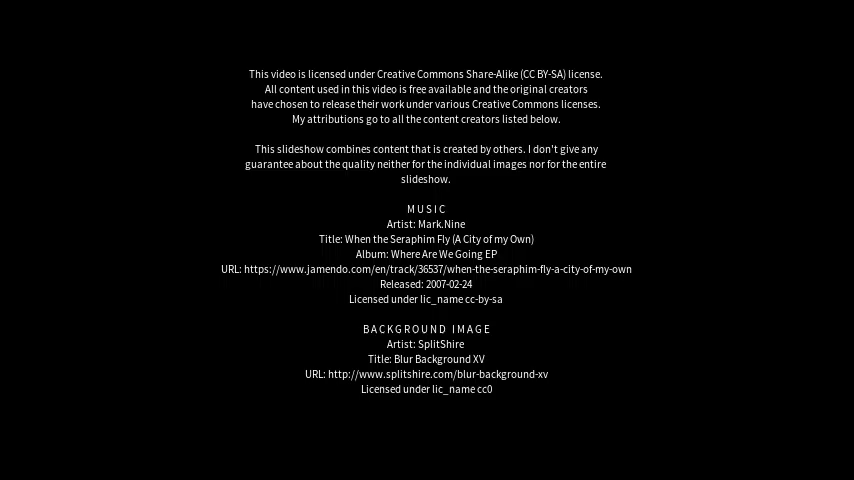 This video is licensed under Creative Commons Share-Alike (CC BY-SA) license.
All content used in this video is free available and the original creators
have chosen to release their work under various Creative Commons licenses.
My attributions go to all the content creators listed below.
This slideshow combines content that is created by others. I don't give any
guarantee about the quality neither for the individual images nor for the entire
slideshow.
MUSIC
Artist: Mark.Nine
Title: When the Seraphim Fly (A City of my Own)
Album: Where Are We Going EP
URL: https://www.jamendo.com/en/track/36537/when-the-seraphim-fly-a-city-of-my-own
Released: 2007-02-24
Licensed under lic_name cc-by-sa
BACKGROUND IMAGE
Artist: SplitShire
Title: Blur Background XV
URL: http://www.splitshire.com/blur-background-xv
Licensed under lic_name cc0